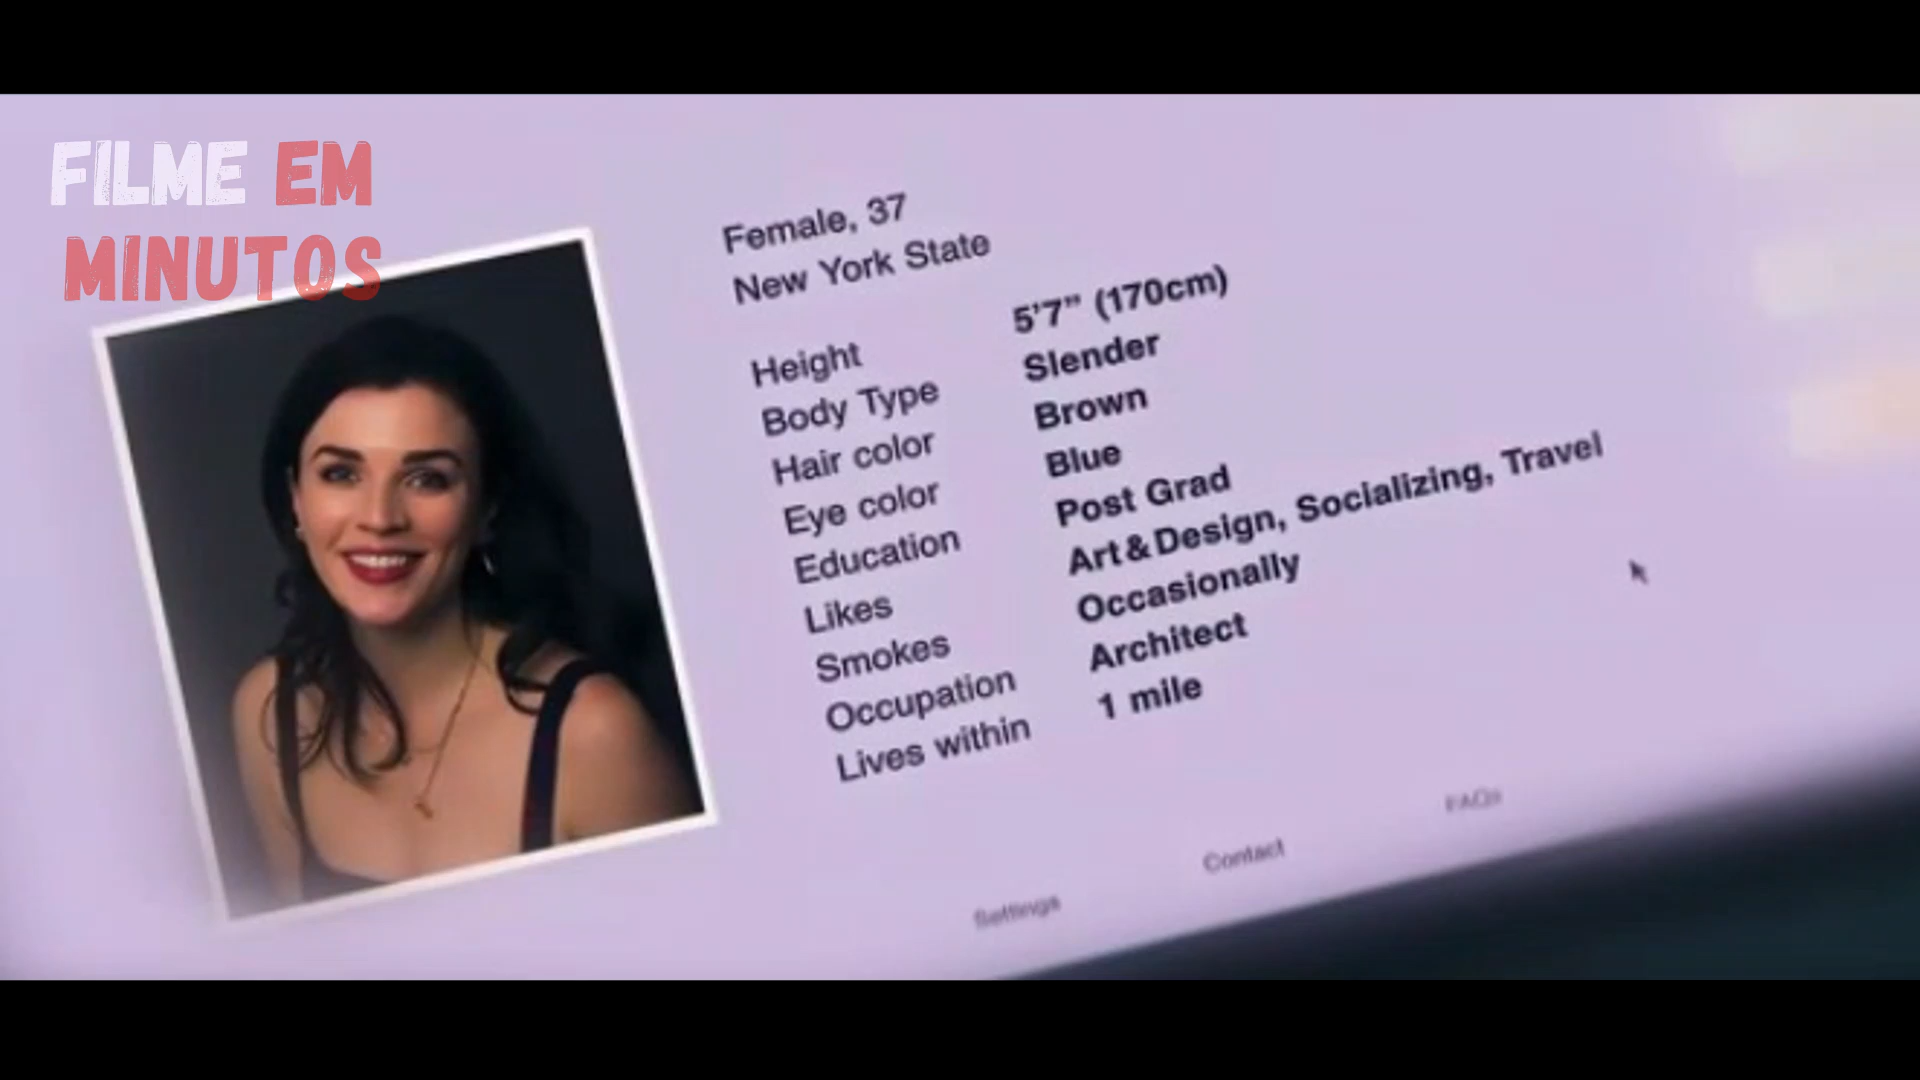 FILME EM
MINUTOS
Female, 37
New York State
Height 5'7” (170cm)
Body Type Slender
Hair color Brown
Eye color Blue
Education Post Grad
Likes Art & Design, Socializing, Travel
Smokes Occasionally
Occupation Architect
Lives within 1 mile
Settings Contact FAQs